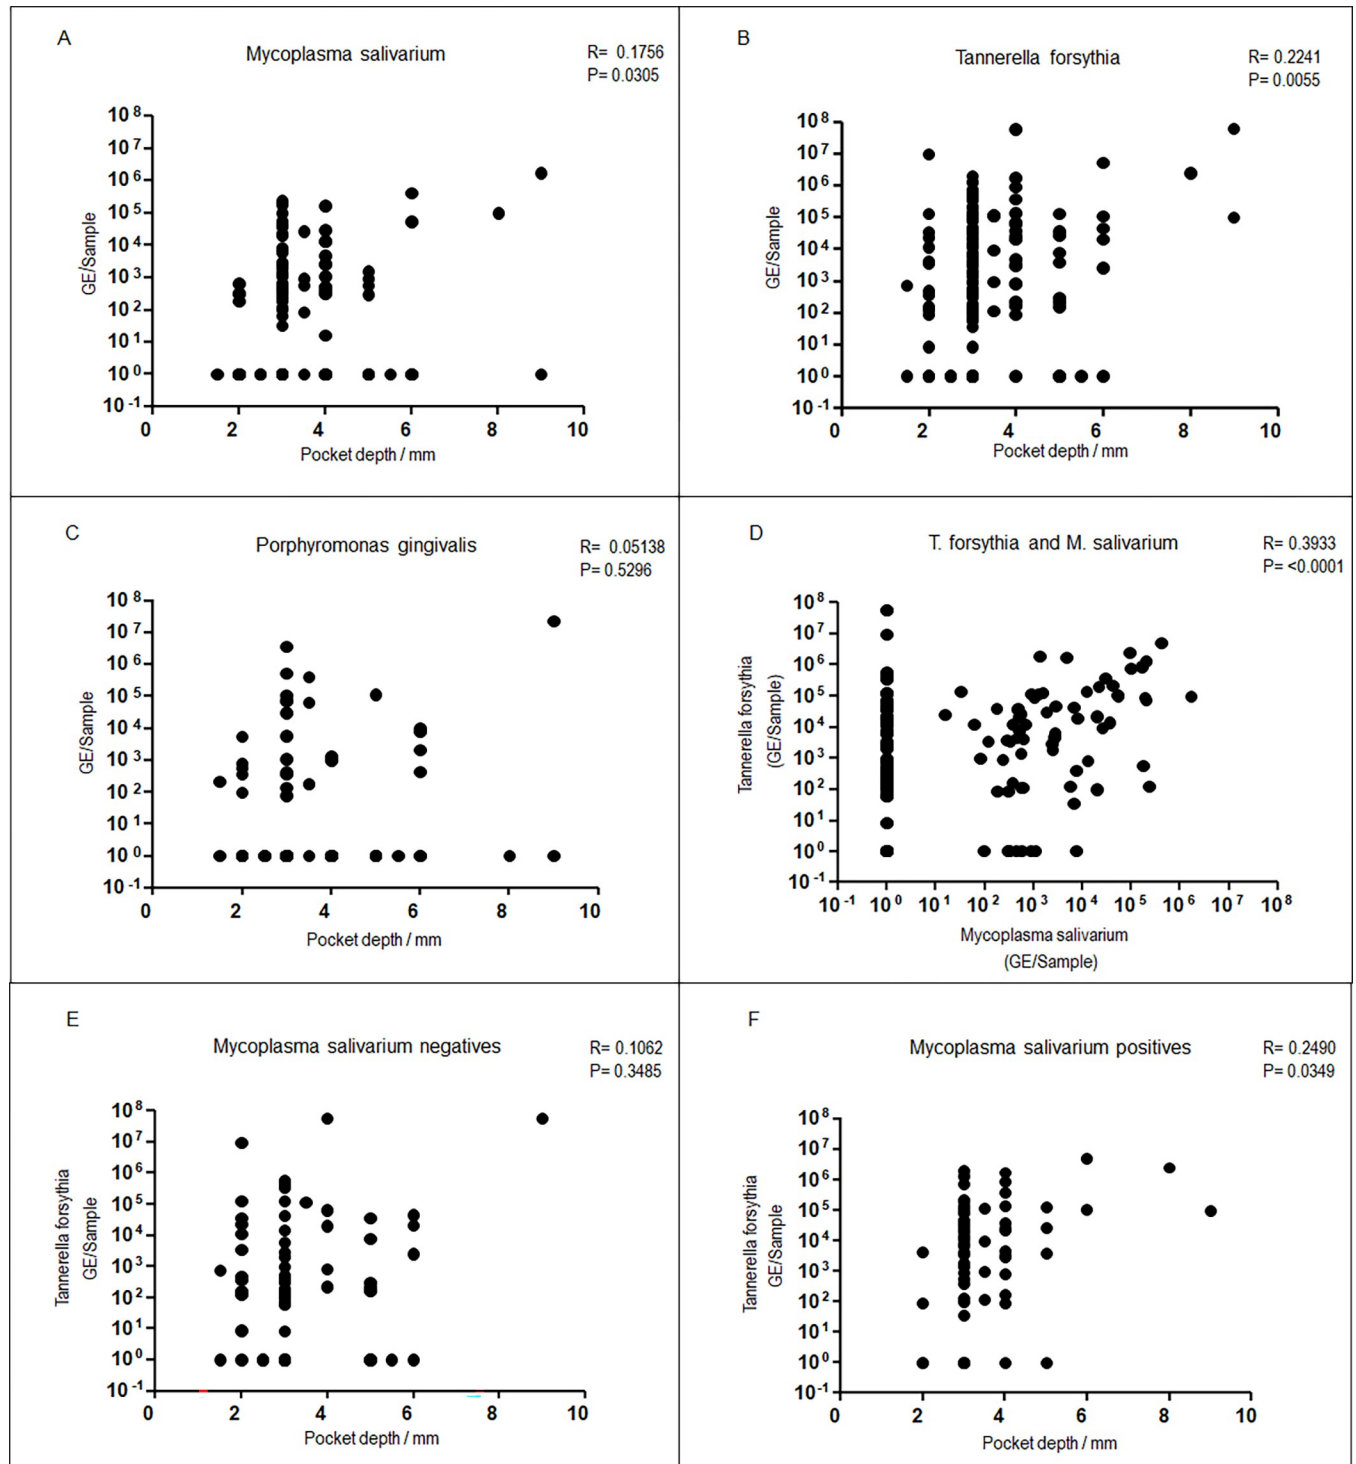 A
Mycoplasma salivarium
R= 0.1756
P= 0.0305
GE/Sample
10 8
10 7
10 6
10 5
10 4
10 3
10 2
10 1
10 0
10 -1
0 2 4 6 8 10
Pocket depth / mm
B
Tannerella forsythia
R= 0.2241
P= 0.0055
GE/Sample
10 8
10 7
10 6
10 5
10 4
10 3
10 2
10 1
10 0
10 -1
0 2 4 6 8 10
Pocket depth / mm
C
Porphyromonas gingivalis
R= 0.05138
P= 0.5296
GE/Sample
10 8
10 7
10 6
10 5
10 4
10 3
10 2
10 1
10 0
10 -1
0 2 4 6 8 10
Pocket depth / mm
D
T. forsythia and M. salivarium
R= 0.3933
P= <0.0001
Tannerella forsythia
(GE/Sample)
10 8
10 7
10 6
10 5
10 4
10 3
10 2
10 1
10 0
10 -1
10 -1 10 0 10 1 10 2 10 3 10 4 10 5 10 6 10 7 10 8
Mycoplasma salivarium
(GE/Sample)
E
Mycoplasma salivarium negatives
R= 0.1062
P= 0.3485
Tannerella forsythia
GE/Sample
10 8
10 7
10 6
10 5
10 4
10 3
10 2
10 1
10 0
10 -1
0 2 4 6 8 10
Pocket depth / mm
F
Mycoplasma salivarium positives
R= 0.2490
P= 0.0349
Tannerella forsythia
GE/Sample
10 8
10 7
10 6
10 5
10 4
10 3
10 2
10 1
10 0
10 -1
0 2 4 6 8 10
Pocket depth / mm